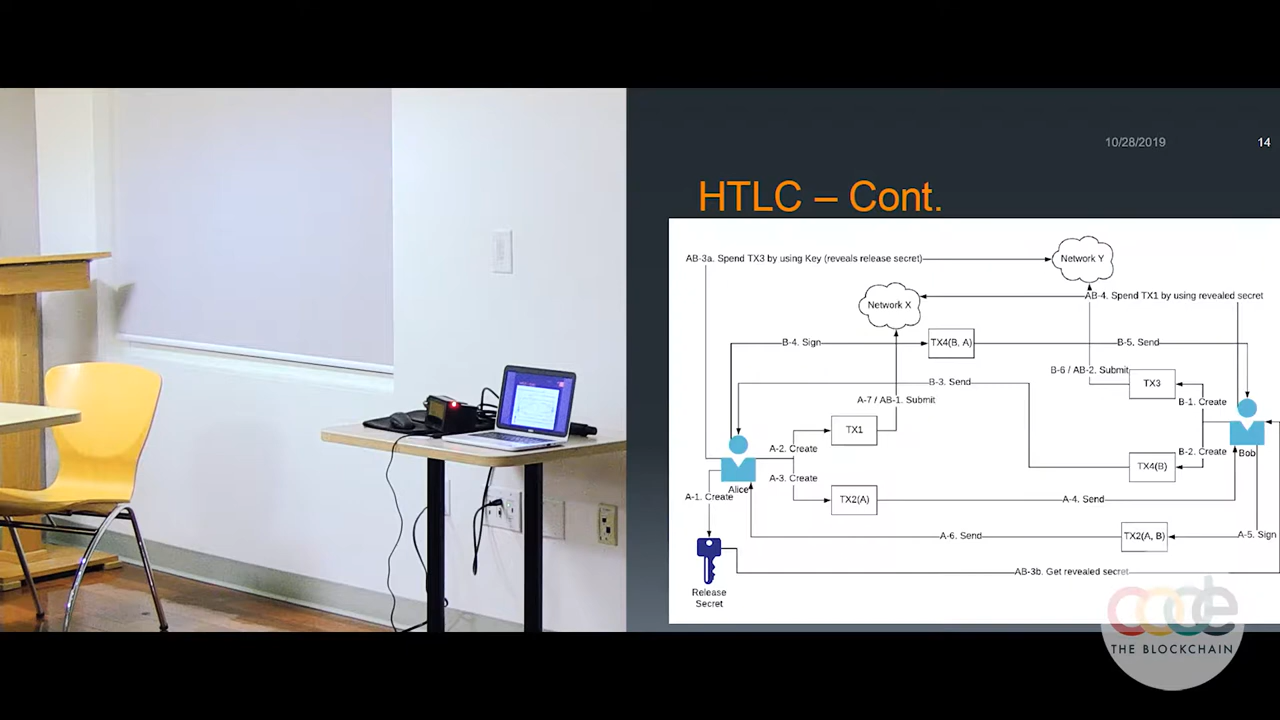 10/28/2019
14
HTLC – Cont.
AB-3a. Spend TX3 by using Key (reveals release secret)
Network Y
AB-4. Spend TX1 by using revealed secret
Network X
B-4. Sign
TX4(B, A)
B-5. Send
B-6 / AB-2. Submit
TX3
B-3. Send
A-7 / AB-1. Submit
B-1. Create
TX1
A-2. Create
Alice
Bob
B-2. Create
TX4(B)
A-3. Create
A-1. Create
TX2(A)
A-4. Send
A-6. Send
TX2(A, B)
A-5. Sign
AB-3b. Get revealed secret
Release
Secret
code
THE BLOCKCHAIN